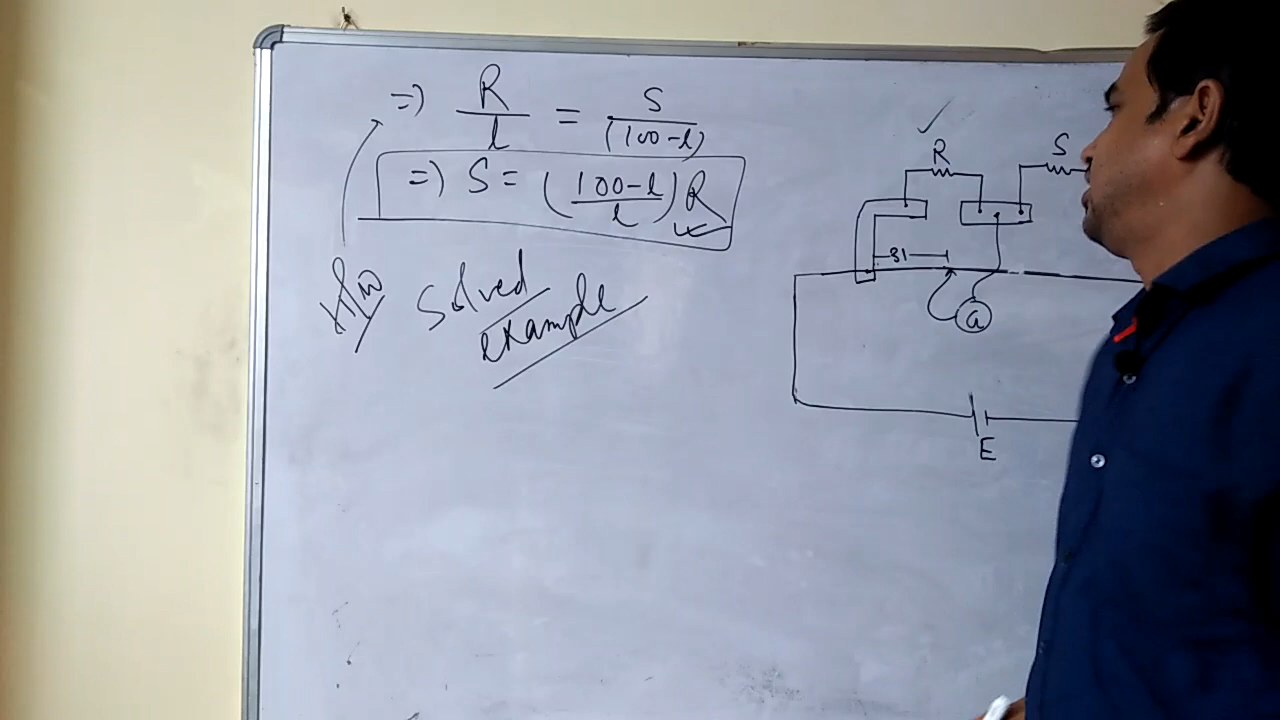 => R/l = S/(100-l)
=> S = (100-l/l) R
H/W Solved
example
R S
31
G
E